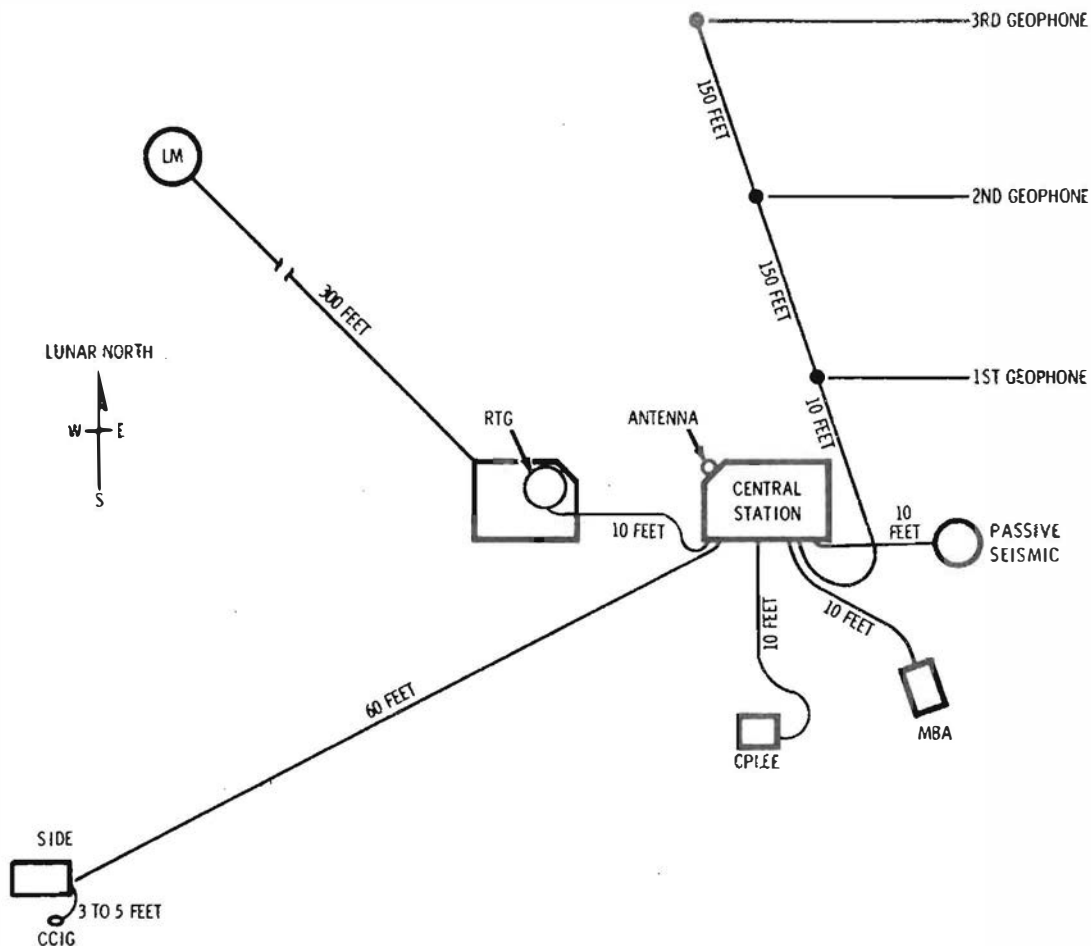 3RD GEOPHONE
150 FEET
LM
2ND GEOPHONE
300 FEET
150 FEET
LUNAR NORTH
W E
S
1ST GEOPHONE
RTG
ANTENNA
10 FEET
CENTRAL
STATION
10 FEET
10
FEET
PASSIVE
SEISMIC
10 FEET
10 FEET
60 FEET
MBA
CPLEE
SIDE
3 TO 5 FEET
CCIG